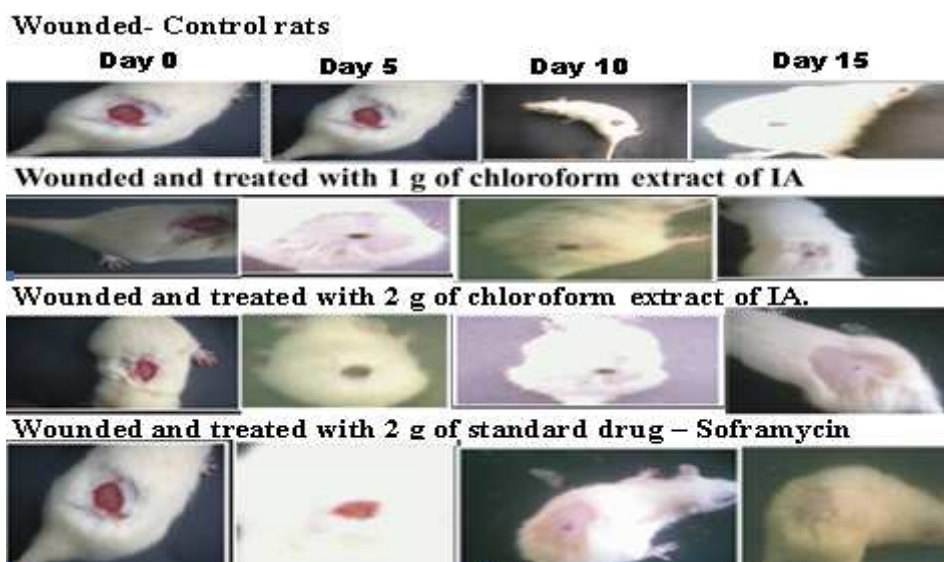 Wounded- Control rats
Day 0 Day 5 Day 10 Day 15
Wounded and treated with 1 g of chloroform extract of IA
Wounded and treated with 2 g of chloroform extract of IA.
Wounded and treated with 2 g of standard drug – Soframycin